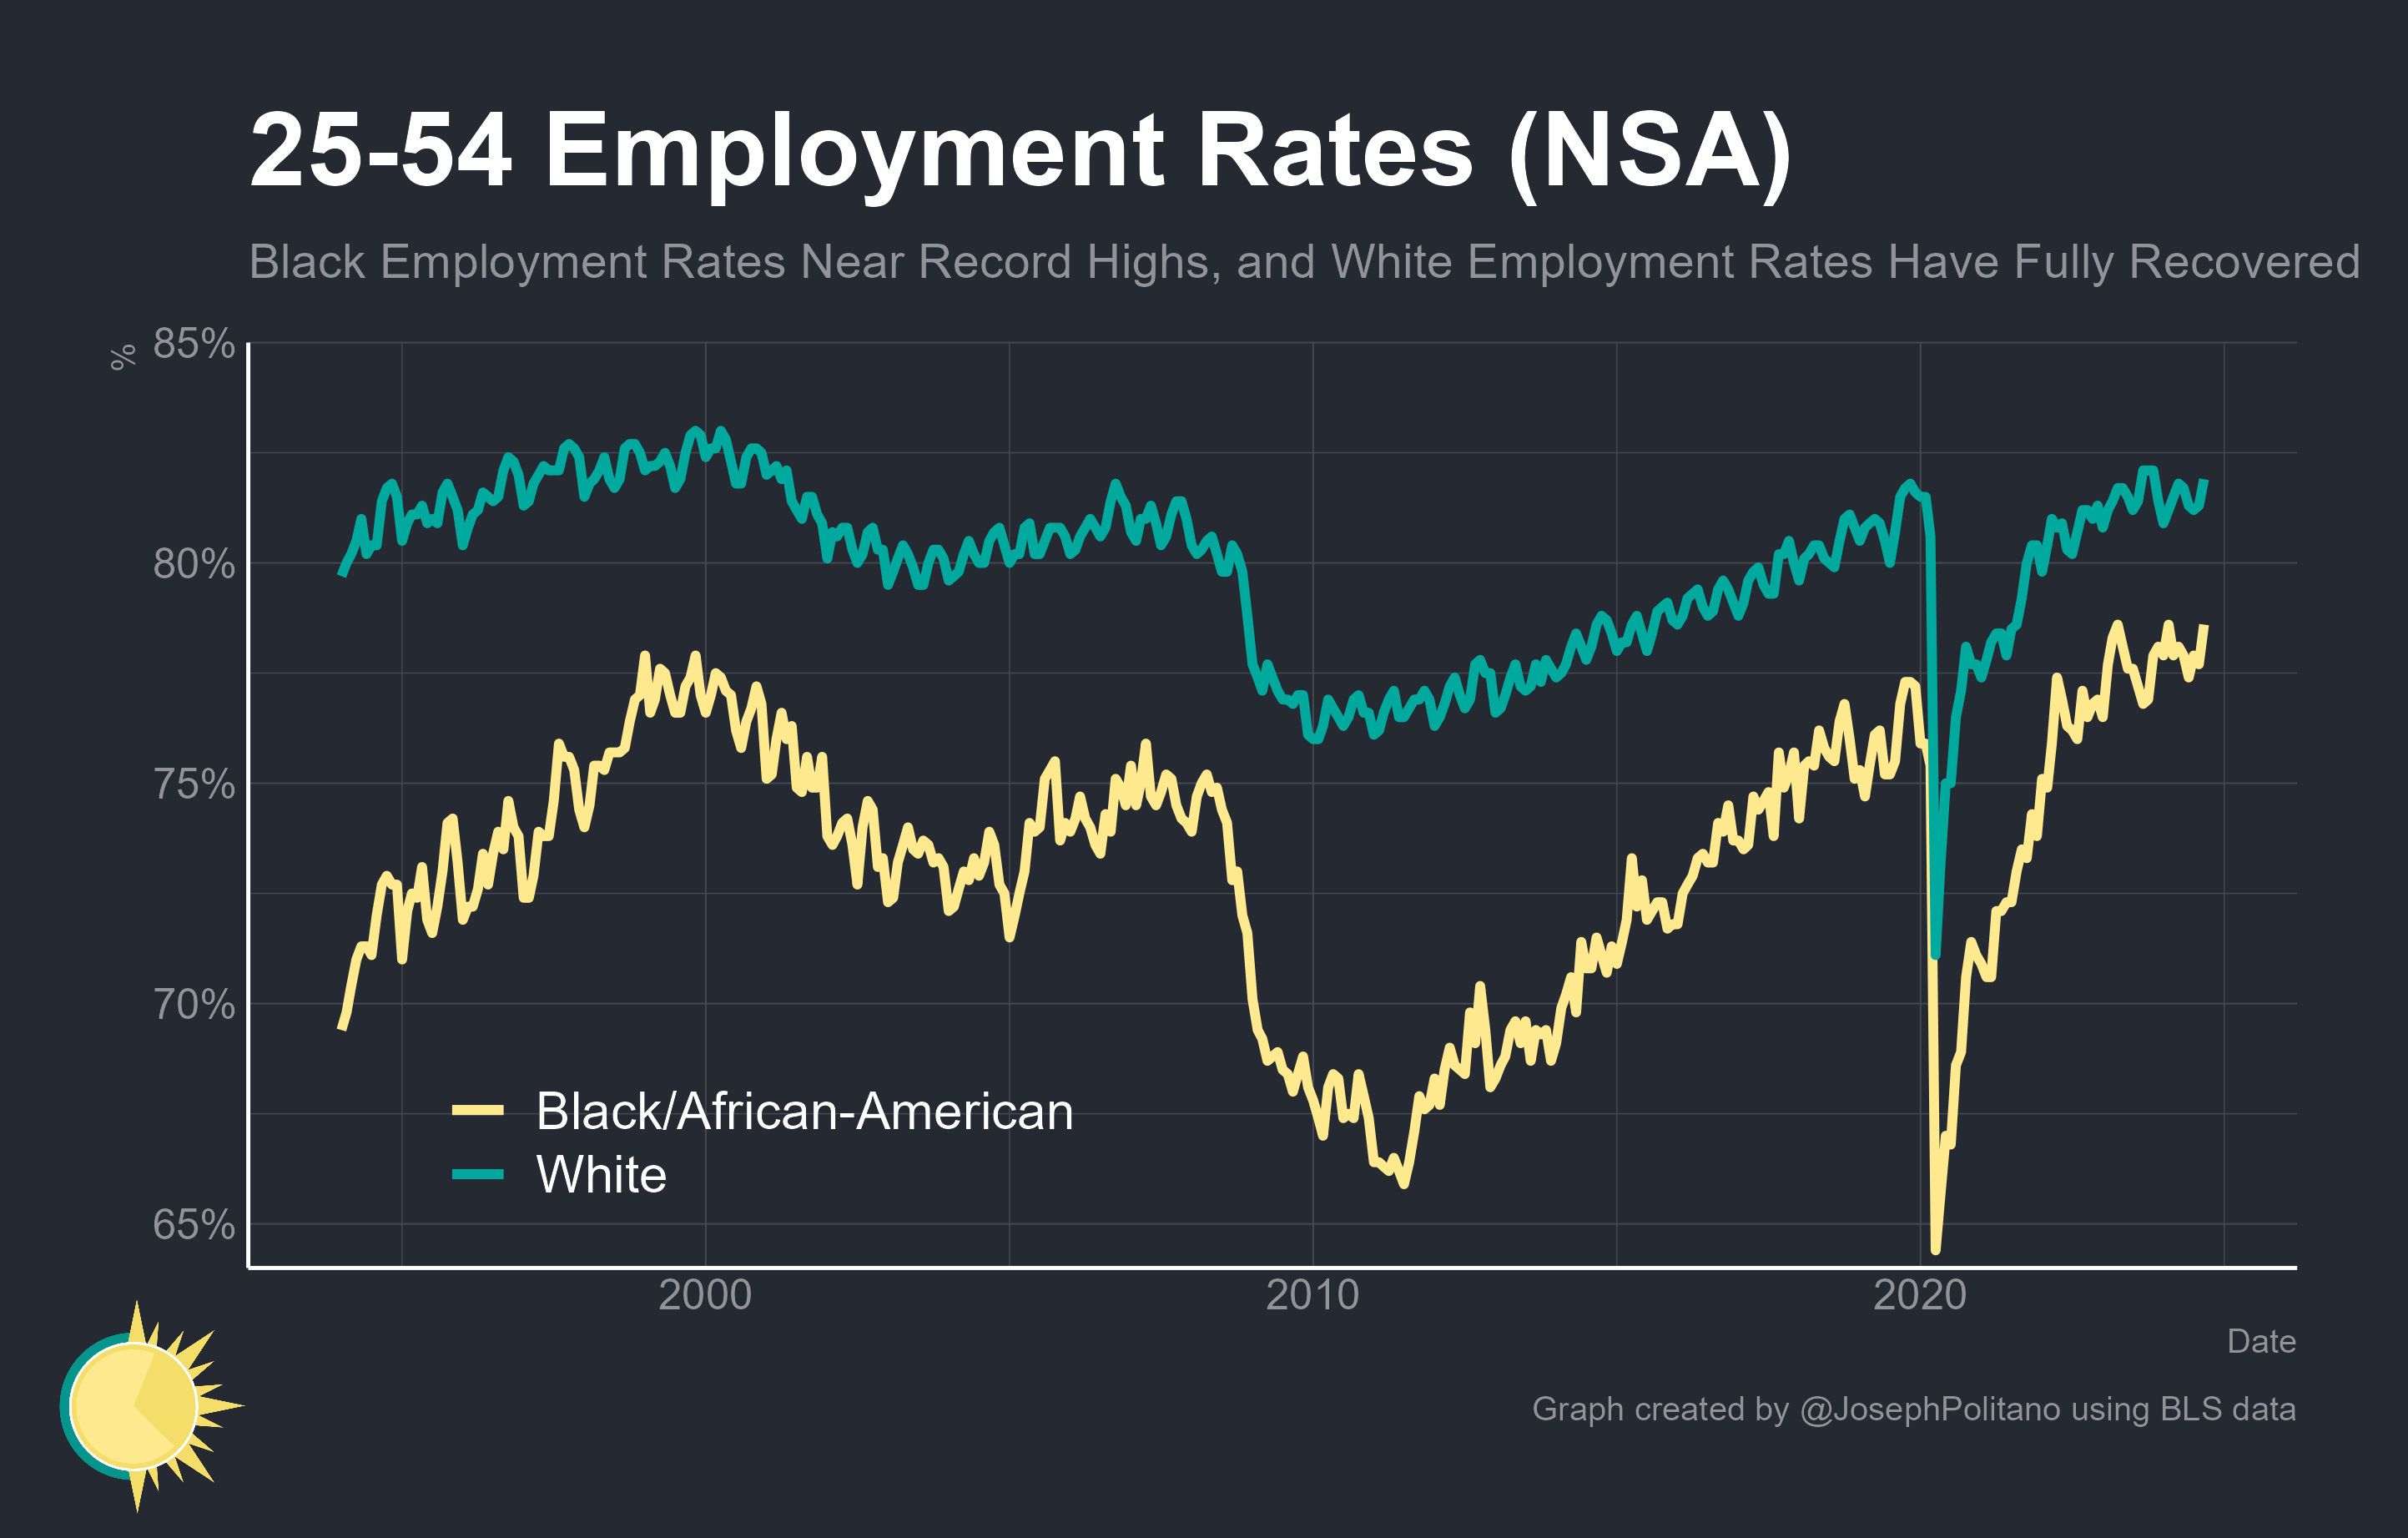 25-54 Employment Rates (NSA)
Black Employment Rates Near Record Highs, and White Employment Rates Have Fully Recovered
%
85%
80%
75%
70%
65%
Black/African-American
White
2000 2010 2020
Date
Graph created by @JosephPolitano using BLS data